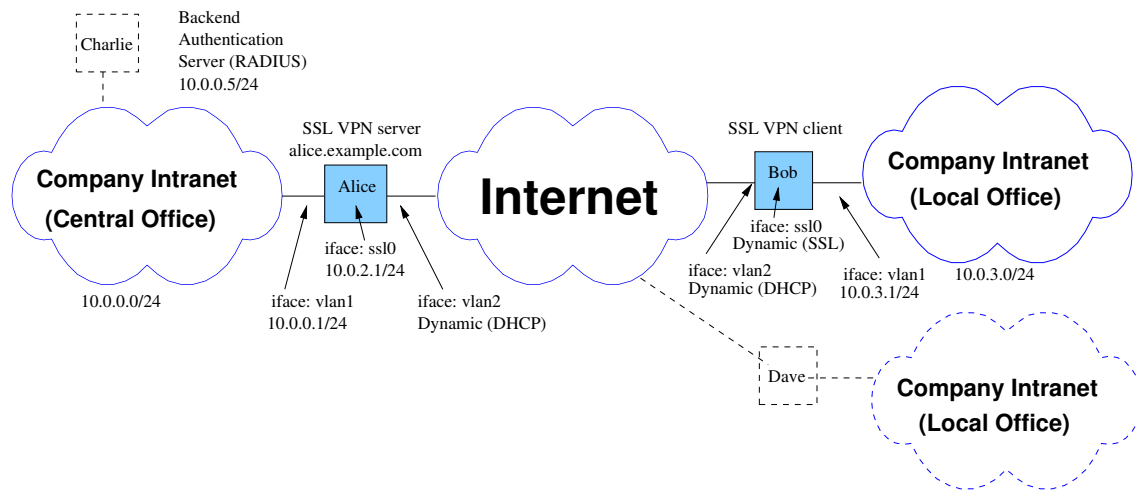 Charlie
Backend
Authentication
Server (RADIUS)
10.0.0.5/24
SSL VPN server
alice.example.com
SSL VPN client
Company Intranet
(Central Office)
Alice
Internet
Bob
Company Intranet
(Local Office)
iface: ssl0
10.0.2.1/24
iface: ssl0
Dynamic (SSL)
10.0.0.0/24
iface: vlan1
10.0.0.1/24
iface: vlan2
Dynamic (DHCP)
iface: vlan2
Dynamic (DHCP)
iface: vlan1
10.0.3.1/24
10.0.3.0/24
Dave
Company Intranet
(Local Office)